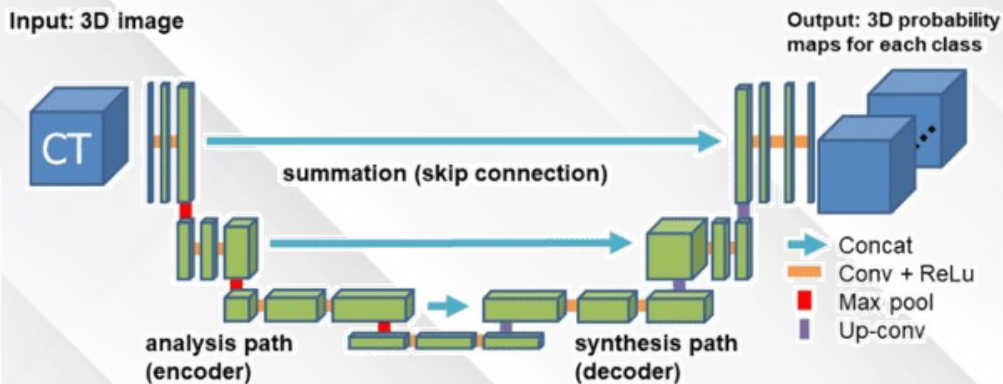 Input: 3D image
Output: 3D probability
maps for each class
CT
summation (skip connection)
Concat
Conv + ReLu
Max pool
Up-conv
analysis path
(encoder)
synthesis path
(decoder)